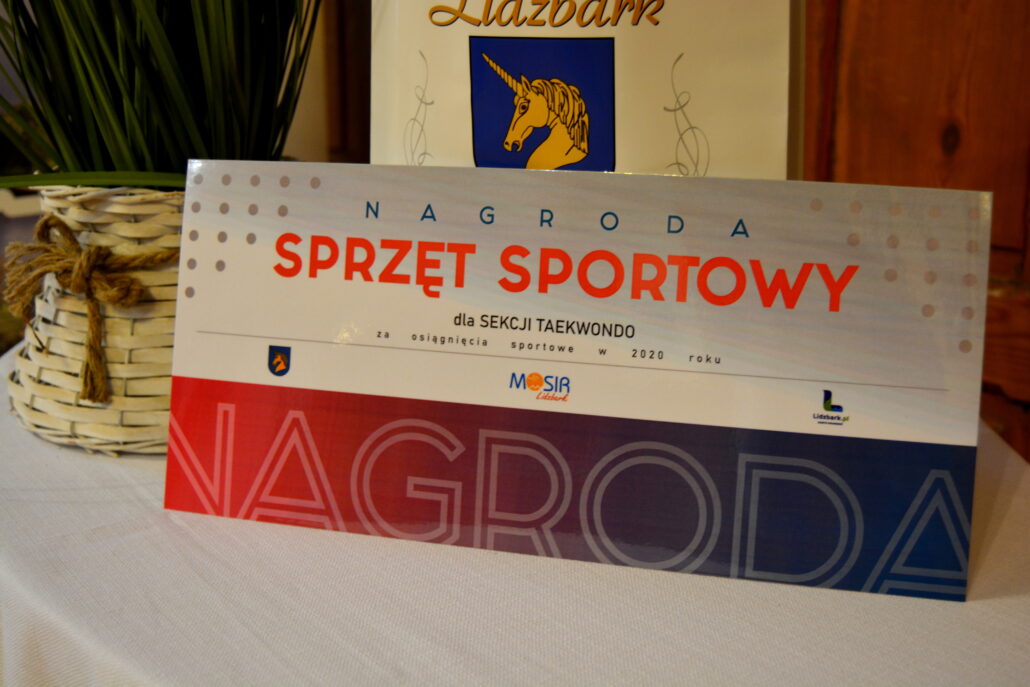 Lidzbark
NAGRODA
SPRZĘT SPORTOWY
dla SEKCJI TAEKWONDO
za osiągnięcia sportowe w 2020 roku
MOSIR
Lidzbark
Lidzbark.pl
NAGRODA